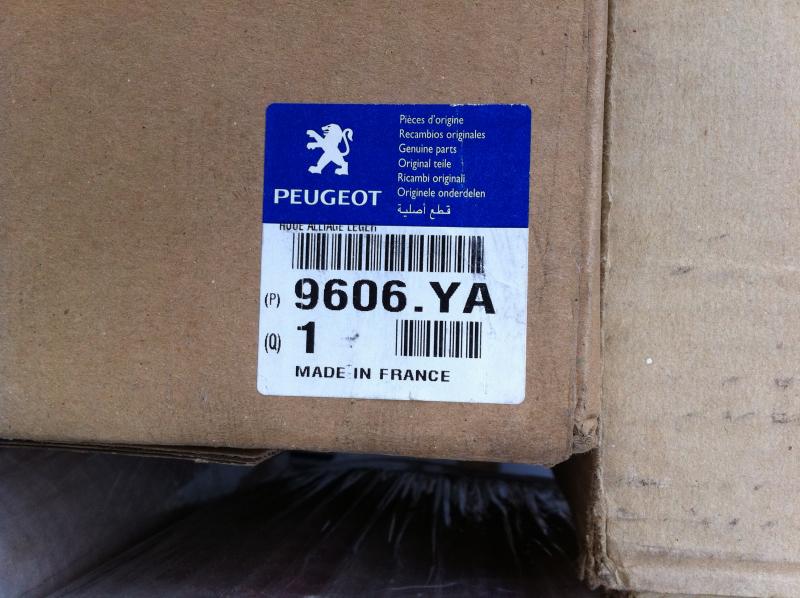 PEUGEOT
Pièces d'origine
Recambios originales
Genuine parts
Original teile
Ricambi originali
Originele onderdelen
قطع أصلية
ROUE ALLIAGE LEGER
(P) 9606.YA
(Q) 1
MADE IN FRANCE